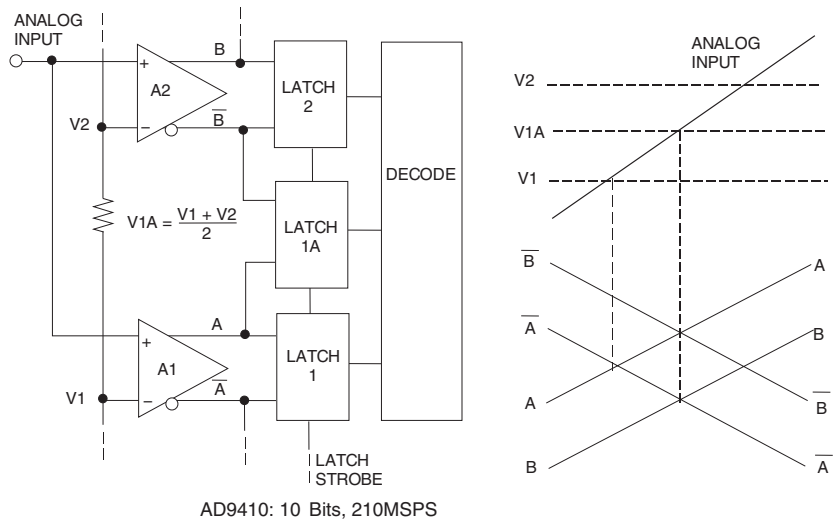 ANALOG
INPUT
B
+
A2
LATCH
2
V2
−
B̅
DECODE
V1A = V1 + V2
2
LATCH
1A
A
+
A1
LATCH
1
A̅
V1
−
LATCH
STROBE
AD9410: 10 Bits, 210MSPS
ANALOG
INPUT
V2
V1A
V1
B̅
A
A̅
B
A
B̅
B
A̅